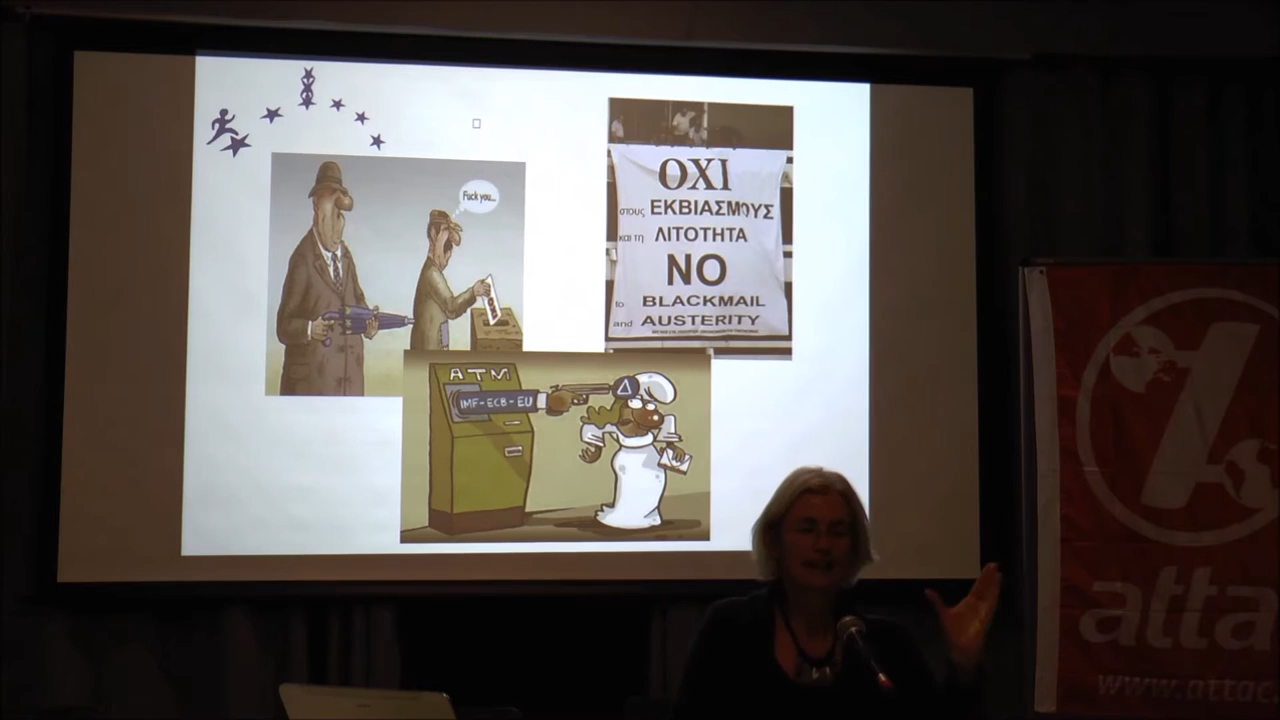 Fuck you...
ΟΧΙ
στους ΕΚΒΙΑΣΜΟΥΣ
και τη ΛΙΤΟΤΗΤΑ
NO
to BLACKMAIL
and AUSTERITY
ATM
IMF-ECB-EU
atta
www.attac